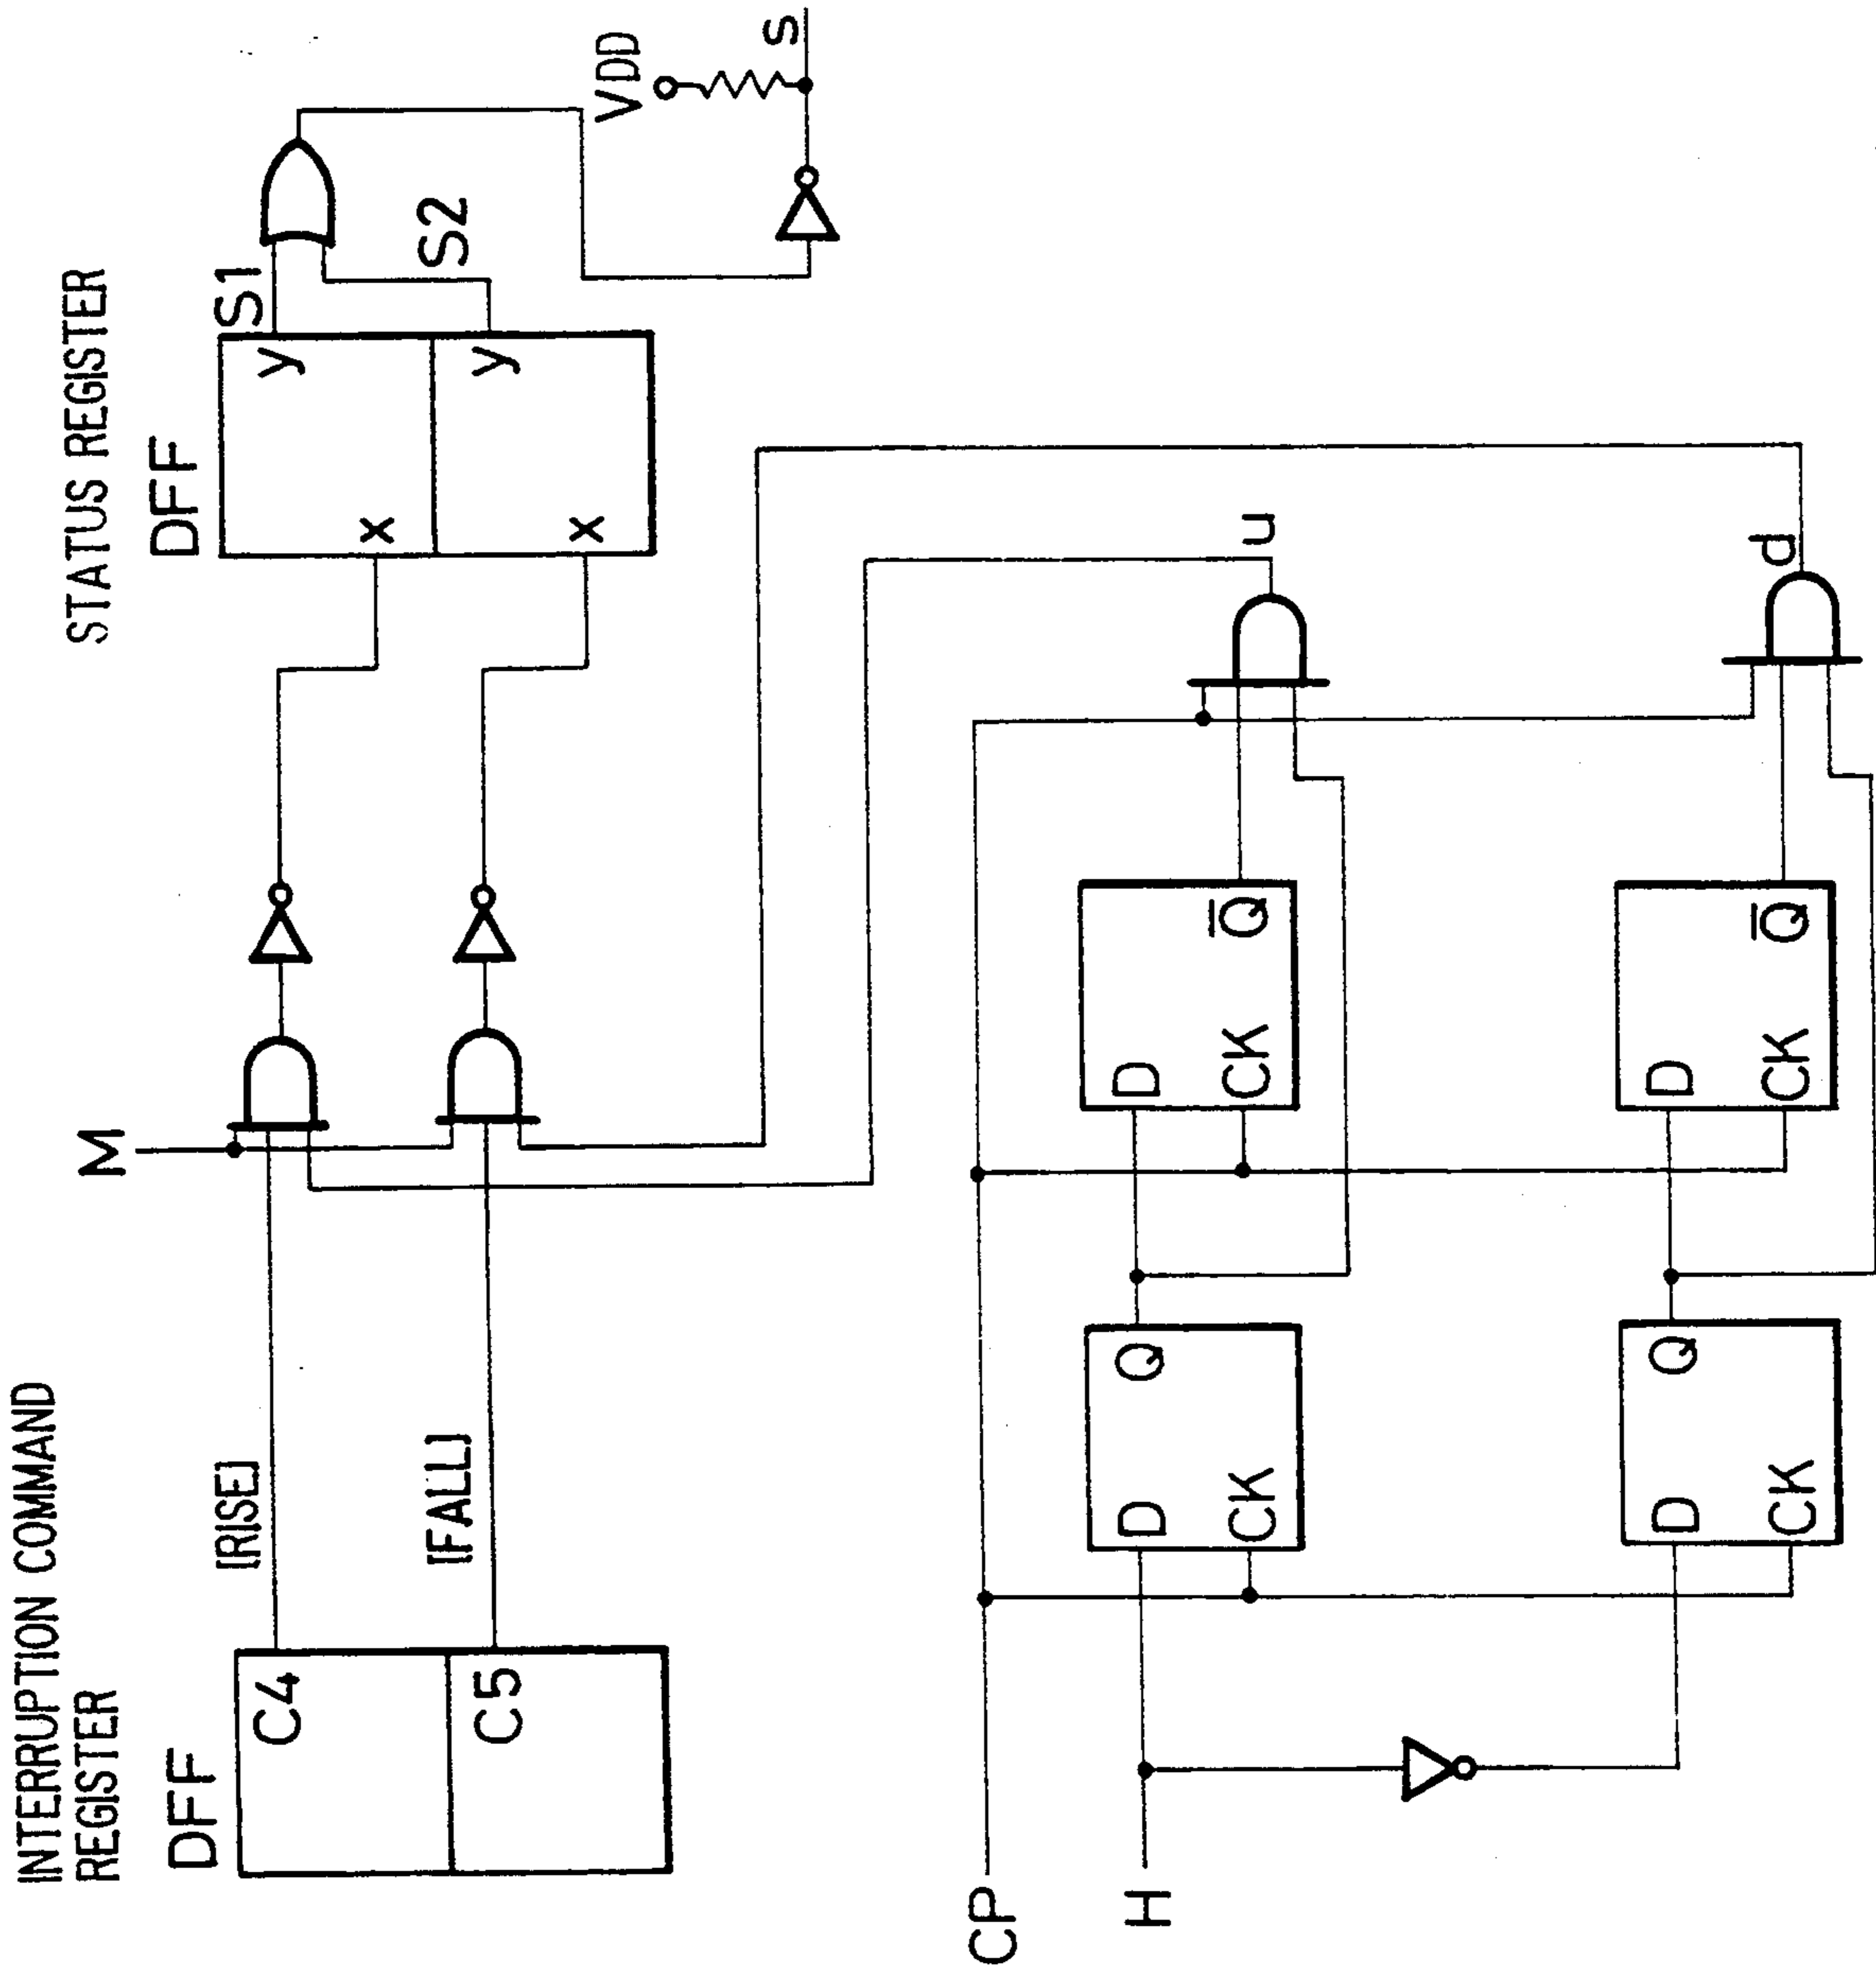 INTERRUPTION COMMAND
REGISTER
DFF
C4
C5
[RISE]
[FALL]
M
STATUS REGISTER
DFF
x
y
x
y
S1
S2
VDD
s
CP
H
D
Q
CK
D
Q̅
CK
u
D
Q
CK
D
Q̅
CK
d